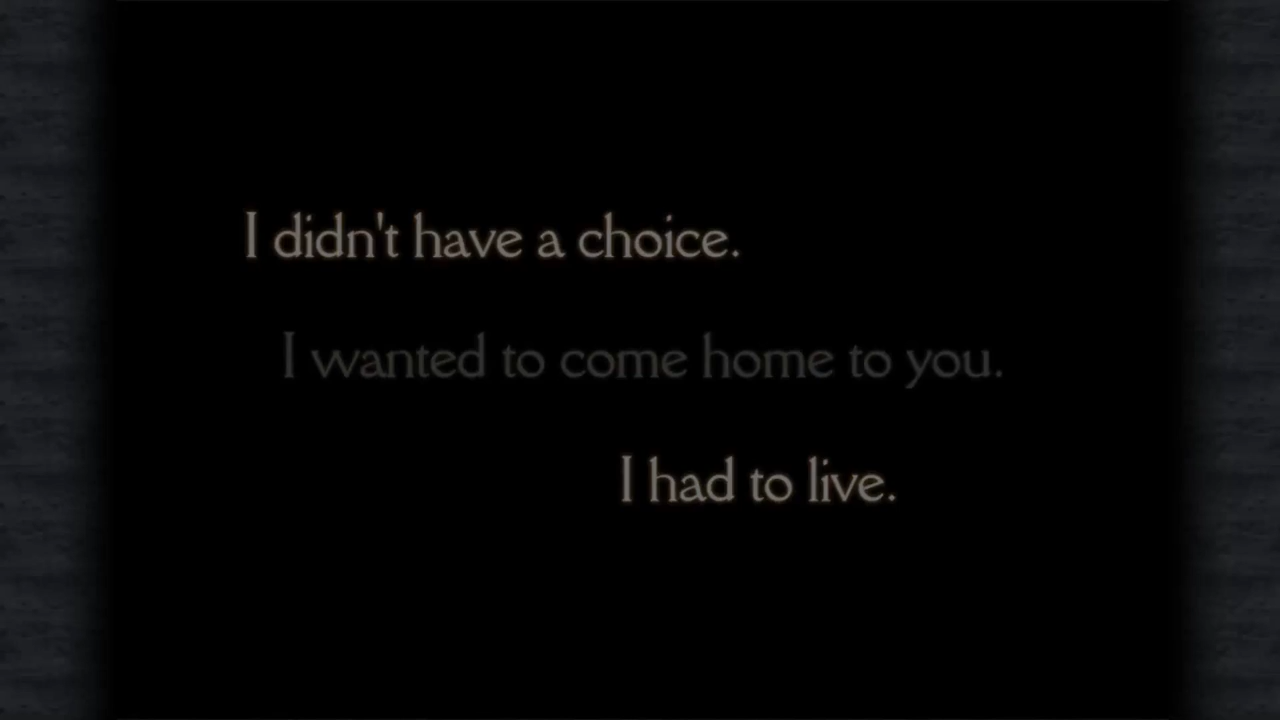 I didn't have a choice.
I wanted to come home to you.
I had to live.